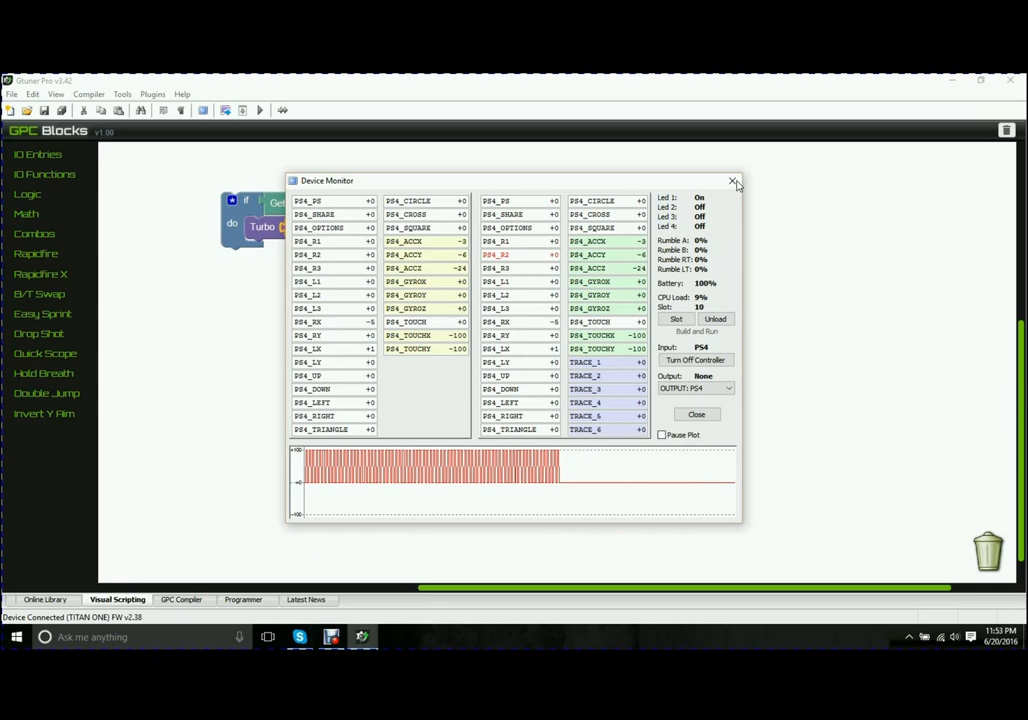 Gtuner Pro v3.42
File Edit View Compiler Tools Plugins Help
GPC Blocks v1.00
IO Entries
IO Functions
Logic
Math
Combos
Rapidfire
Rapidfire X
B/T Swap
Easy Sprint
Drop Shot
Quick Scope
Hold Breath
Double Jump
Invert Y Aim
if Get
do Turbo
Device Monitor
PS4_PS +0 PS4_CIRCLE +0 PS4_PS +0 PS4_CIRCLE +0
PS4_SHARE +0 PS4_CROSS +0 PS4_SHARE +0 PS4_CROSS +0
PS4_OPTIONS +0 PS4_SQUARE +0 PS4_OPTIONS +0 PS4_SQUARE +0
PS4_R1 +0 PS4_ACCX -3 PS4_R1 +0 PS4_ACCX -3
PS4_R2 +0 PS4_ACCY -6 PS4_R2 +0 PS4_ACCY -6
PS4_R3 +0 PS4_ACCZ -24 PS4_R3 +0 PS4_ACCZ -24
PS4_L1 +0 PS4_GYROX +0 PS4_L1 +0 PS4_GYROX +0
PS4_L2 +0 PS4_GYROY +0 PS4_L2 +0 PS4_GYROY +0
PS4_L3 +0 PS4_GYROZ +0 PS4_L3 +0 PS4_GYROZ +0
PS4_RX -5 PS4_TOUCH +0 PS4_RX -5 PS4_TOUCH +0
PS4_RY +0 PS4_TOUCHX -100 PS4_RY +0 PS4_TOUCHX -100
PS4_LX +1 PS4_TOUCHY -100 PS4_LX +1 PS4_TOUCHY -100
PS4_LY +0 PS4_LY +0 TRACE_1 +0
PS4_UP +0 PS4_UP +0 TRACE_2 +0
PS4_DOWN +0 PS4_DOWN +0 TRACE_3 +0
PS4_LEFT +0 PS4_LEFT +0 TRACE_4 +0
PS4_RIGHT +0 PS4_RIGHT +0 TRACE_5 +0
PS4_TRIANGLE +0 PS4_TRIANGLE +0 TRACE_6 +0
Led 1: On
Led 2: Off
Led 3: Off
Led 4: Off
Rumble A: 0%
Rumble B: 0%
Rumble RT: 0%
Rumble LT: 0%
Battery: 100%
CPU Load: 9%
Slot: 10
Slot Unload
Build and Run
Input: PS4
Turn Off Controller
Output: None
OUTPUT: PS4
Close
Pause Plot
+100
+0
-100
Online Library Visual Scripting GPC Compiler Programmer Latest News
Device Connected (TITAN ONE) FW v2.38
Ask me anything
11:53 PM
6/20/2016